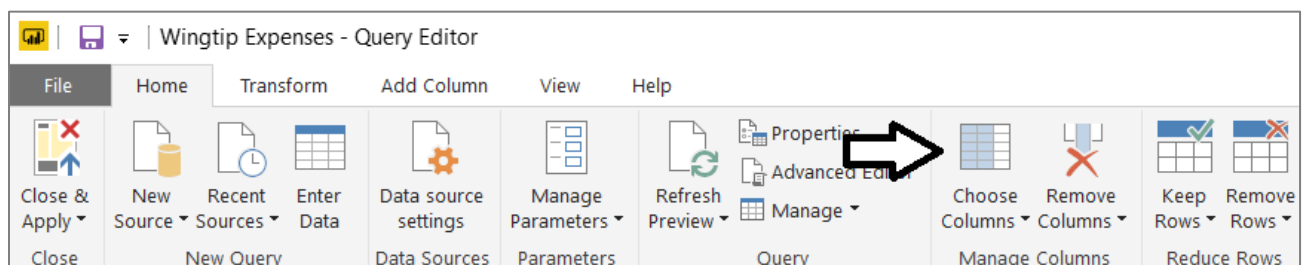 Wingtip Expenses - Query Editor
File Home Transform Add Column View Help
Properties
Advanced Editor
Close & New Recent Enter Data source Manage Refresh Manage Choose Remove Keep Remove
Apply Source Sources Data settings Parameters Preview Columns Columns Rows Rows
Close New Query Data Sources Parameters Query Manage Columns Reduce Rows